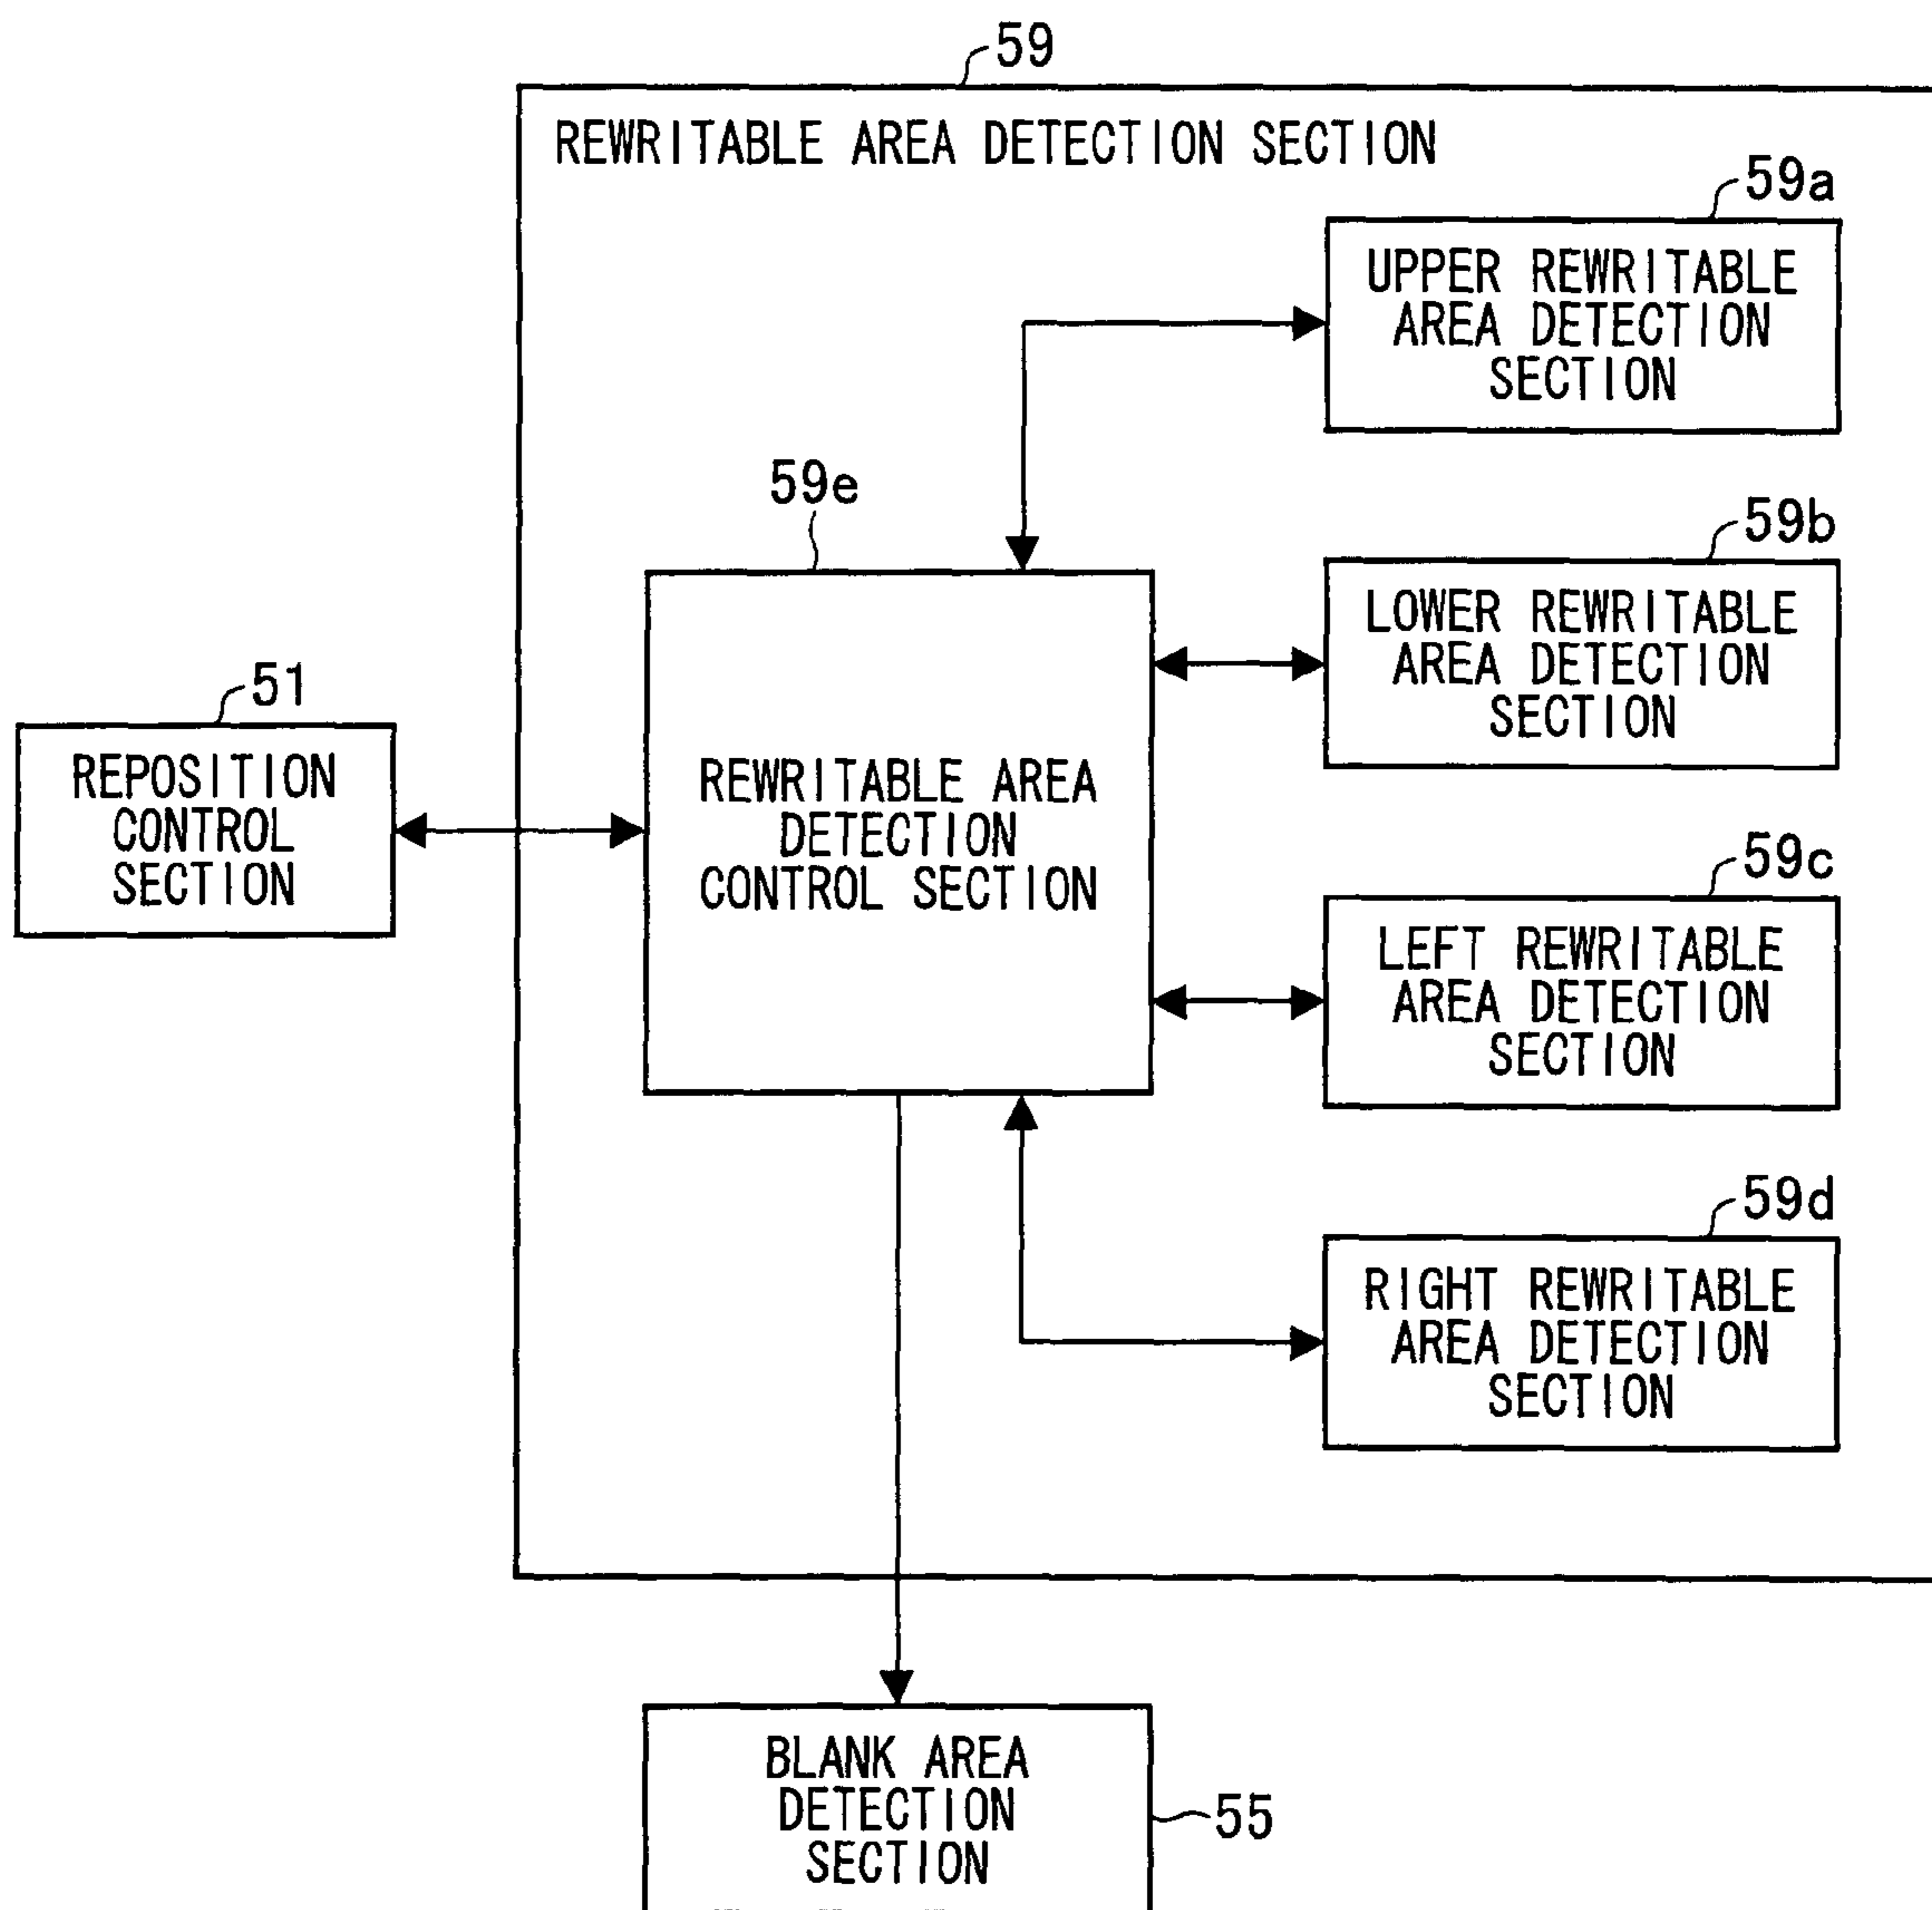 59
REWRITABLE AREA DETECTION SECTION
59a
UPPER REWRITABLE
AREA DETECTION
SECTION
59e
59b
LOWER REWRITABLE
AREA DETECTION
SECTION
51
REPOSITION
CONTROL
SECTION
REWRITABLE AREA
DETECTION
CONTROL SECTION
59c
LEFT REWRITABLE
AREA DETECTION
SECTION
59d
RIGHT REWRITABLE
AREA DETECTION
SECTION
BLANK AREA
DETECTION
SECTION
55